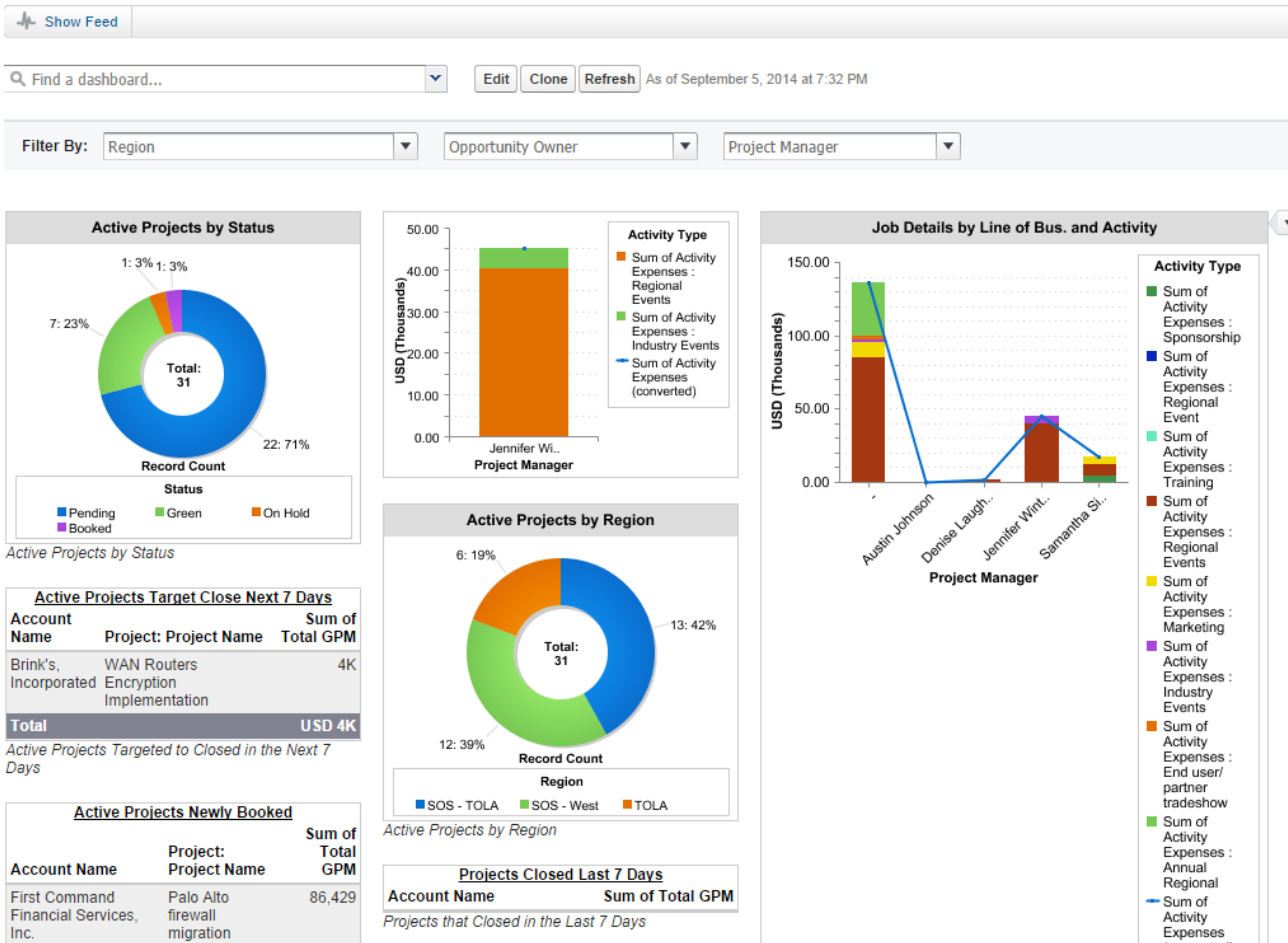 Show Feed
Find a dashboard...
Edit Clone Refresh As of September 5, 2014 at 7:32 PM
Filter By: Region Opportunity Owner Project Manager
Active Projects by Status
1: 3% 1: 3%
7: 23%
Total:
31
22: 71%
Record Count
Status
Pending Green On Hold
Booked
Active Projects by Status
Active Projects Target Close Next 7 Days
Account Name Project: Project Name Sum of Total GPM
Brink's, Incorporated WAN Routers Encryption Implementation 4K
Total USD 4K
Active Projects Targeted to Closed in the Next 7
Days
Active Projects Newly Booked
Account Name Project: Project Name Sum of Total GPM
First Command Financial Services, Inc. Palo Alto firewall migration 86,429
50.00
40.00
30.00
20.00
10.00
0.00
USD (Thousands)
Jennifer Wi..
Project Manager
Activity Type
Sum of Activity
Expenses :
Regional
Events
Sum of Activity
Expenses :
Industry Events
Sum of Activity
Expenses
(converted)
Active Projects by Region
6: 19%
13: 42%
Total:
31
12: 39%
Record Count
Region
SOS - TOLA SOS - West TOLA
Active Projects by Region
Projects Closed Last 7 Days
Account Name Sum of Total GPM
Projects that Closed in the Last 7 Days
Job Details by Line of Bus. and Activity
150.00
100.00
50.00
0.00
USD (Thousands)
-
Austin Johnson
Denise Laugh..
Jennifer Wint..
Samantha Si..
Project Manager
Activity Type
Sum of
Activity
Expenses :
Sponsorship
Sum of
Activity
Expenses :
Regional
Event
Sum of
Activity
Expenses :
Training
Sum of
Activity
Expenses :
Regional
Events
Sum of
Activity
Expenses :
Marketing
Sum of
Activity
Expenses :
Industry
Events
Sum of
Activity
Expenses :
End user/
partner
tradeshow
Sum of
Activity
Expenses :
Annual
Regional
Sum of
Activity
Expenses